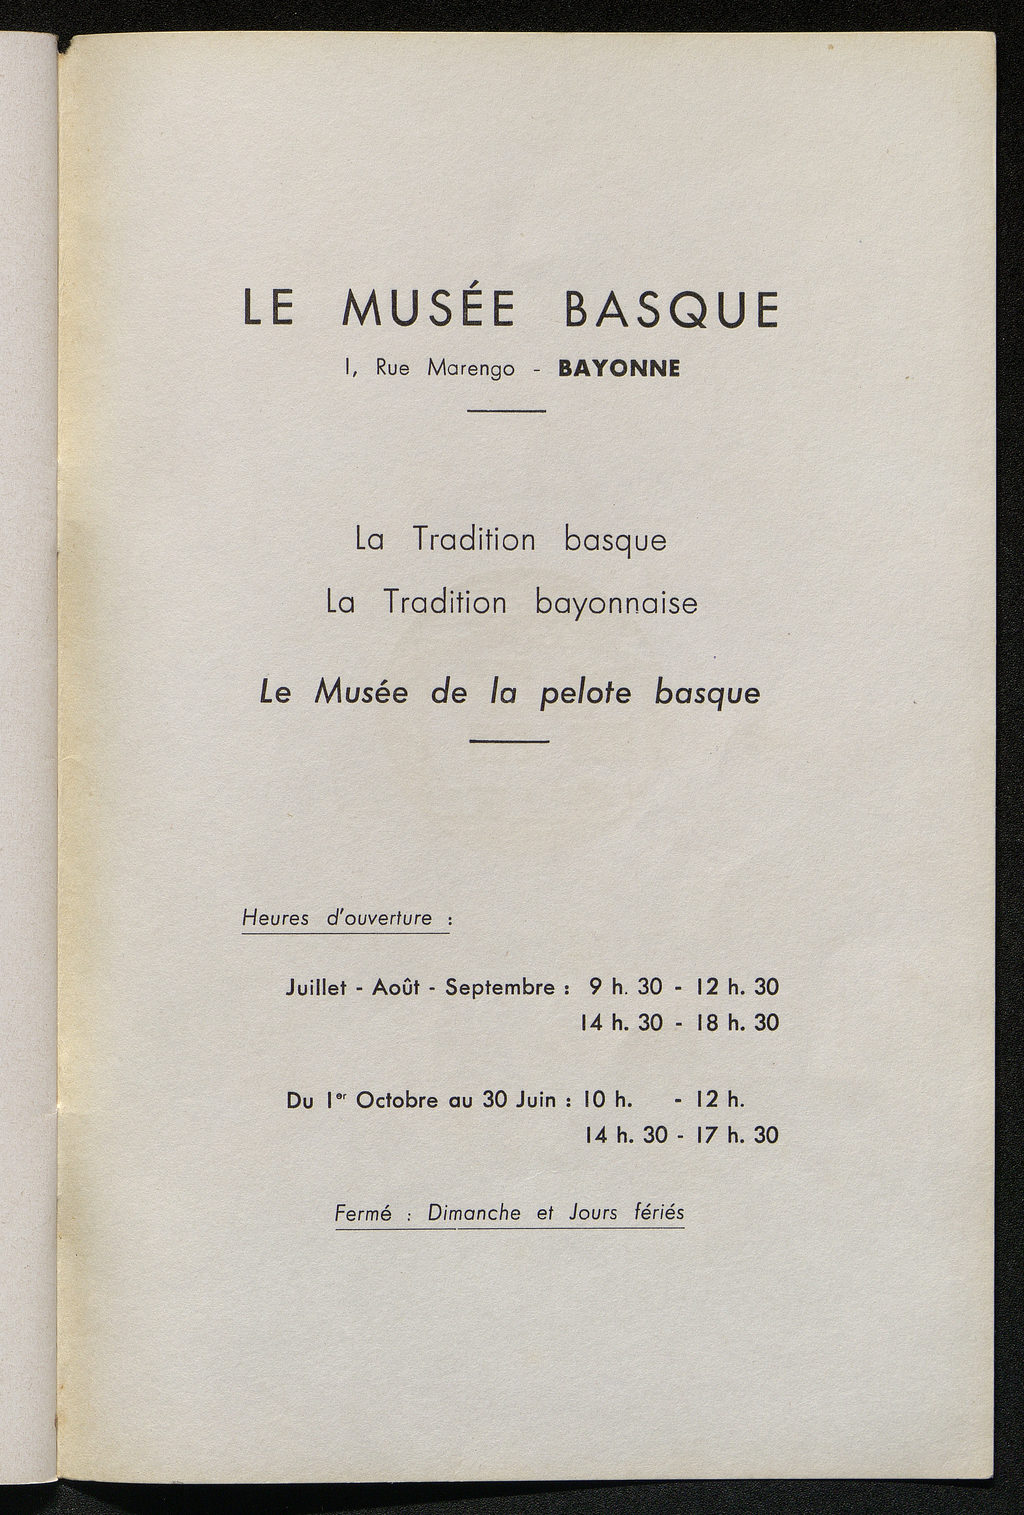 LE MUSÉE BASQUE
1, Rue Marengo - BAYONNE
La Tradition basque
La Tradition bayonnaise
Le Musée de la pelote basque
Heures d'ouverture :
Juillet - Août - Septembre : 9 h. 30 - 12 h. 30
14 h. 30 - 18 h. 30
Du 1er Octobre au 30 Juin : 10 h. - 12 h.
14 h. 30 - 17 h. 30
Fermé : Dimanche et Jours fériés